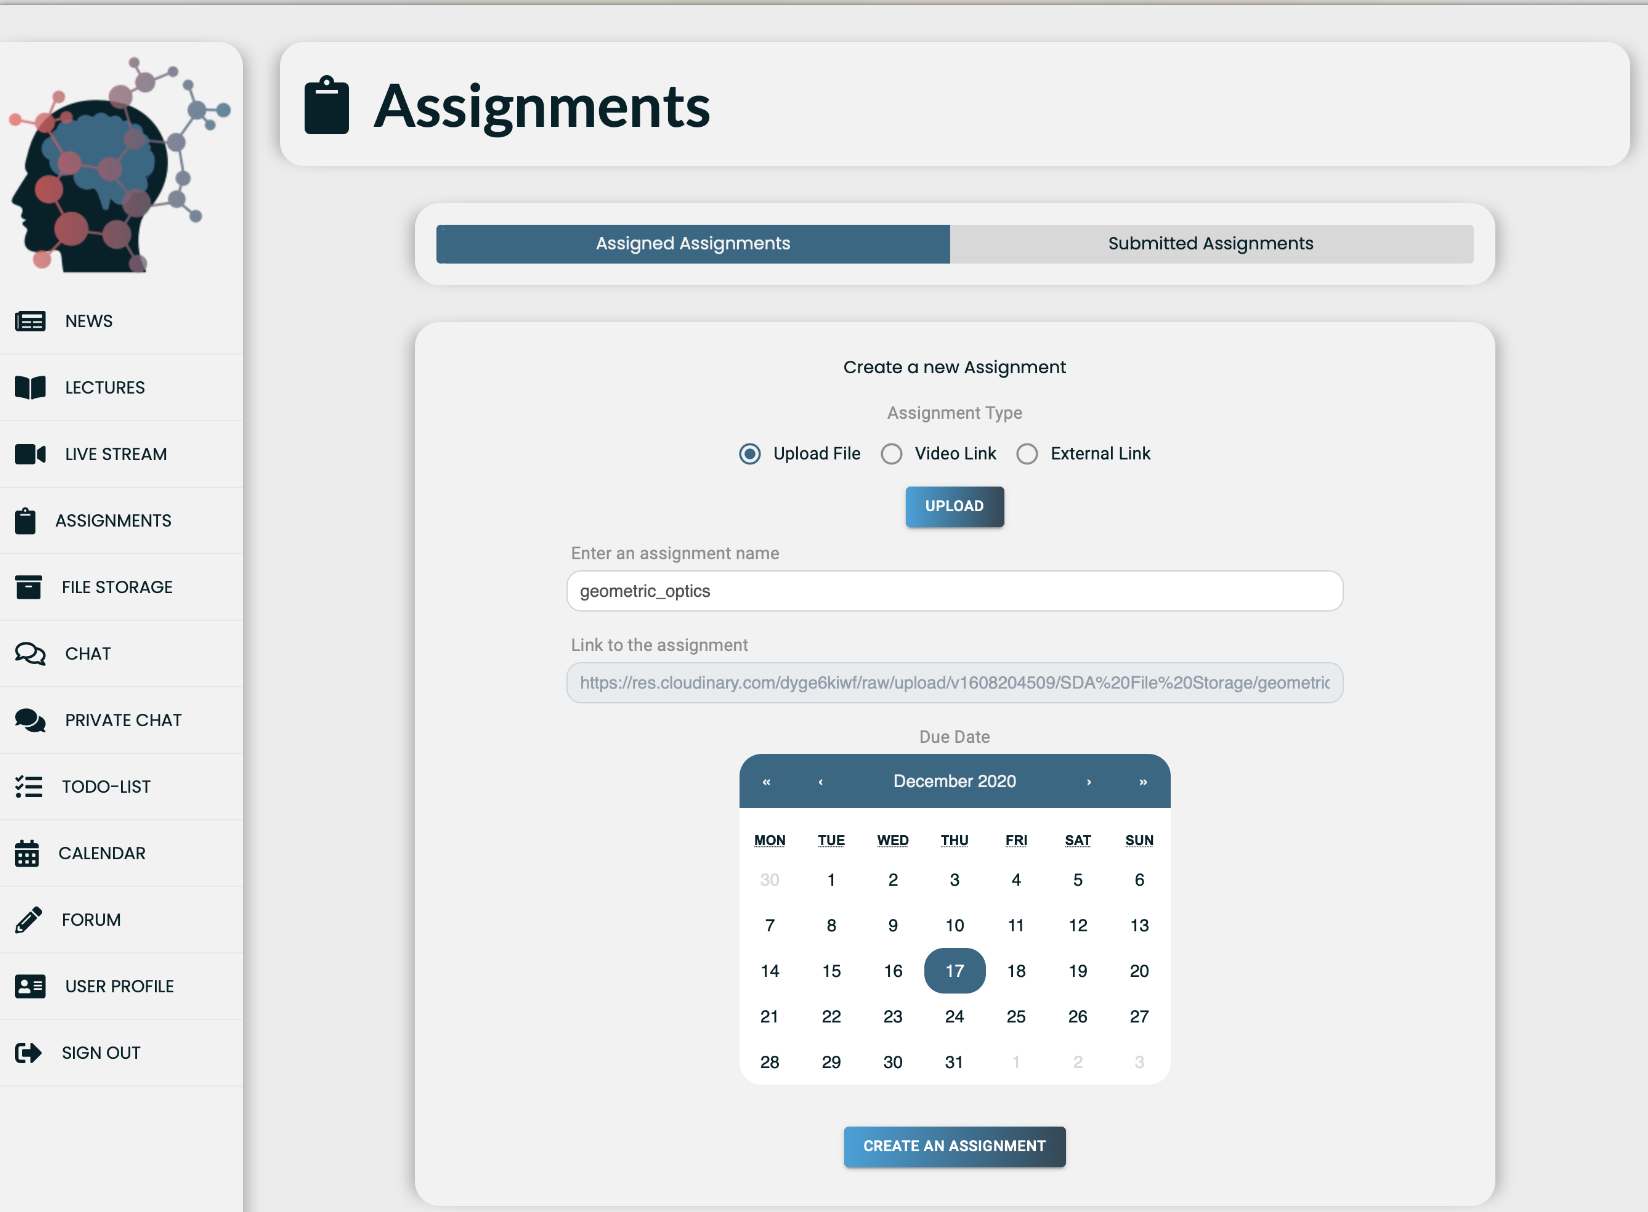 Assignments
NEWS
LECTURES
LIVE STREAM
ASSIGNMENTS
FILE STORAGE
CHAT
PRIVATE CHAT
TODO-LIST
CALENDAR
FORUM
USER PROFILE
SIGN OUT
Assigned Assignments Submitted Assignments
Create a new Assignment
Assignment Type
Upload File Video Link External Link
UPLOAD
Enter an assignment name
geometric_optics
Link to the assignment
https://res.cloudinary.com/dyge6kiwf/raw/upload/v1608204509/SDA%20File%20Storage/geometric
Due Date
« ‹ December 2020 › »
MON TUE WED THU FRI SAT SUN
30 1 2 3 4 5 6
7 8 9 10 11 12 13
14 15 16 17 18 19 20
21 22 23 24 25 26 27
28 29 30 31 1 2 3
CREATE AN ASSIGNMENT